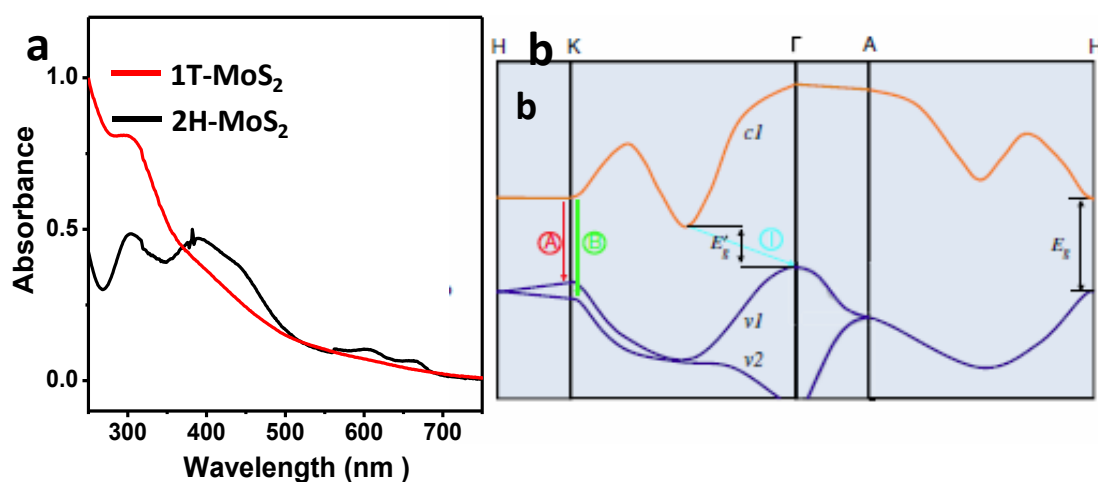 a
1T-MoS₂
2H-MoS₂
1.0
0.5
0.0
Absorbance
300 400 500 600 700
Wavelength (nm )
H K Γ A H
b
b
c1
A B E'g I Eg
v1
v2